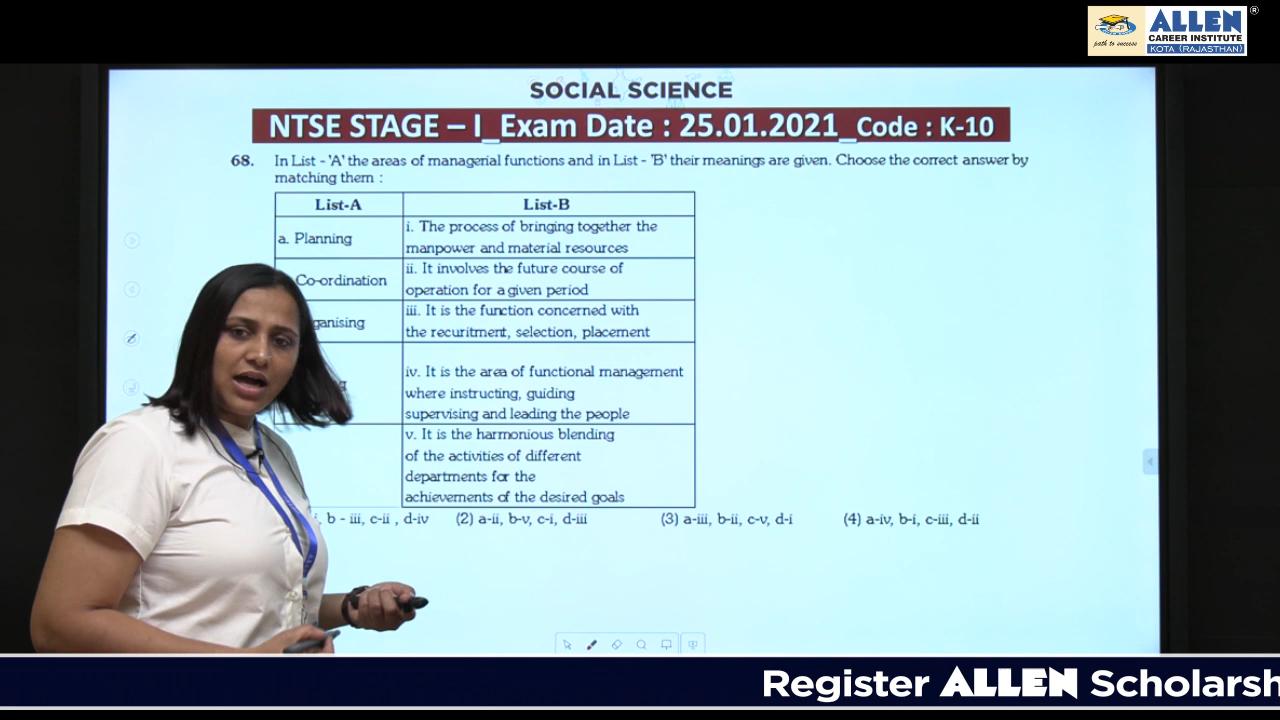 ALLEN
®
CAREER INSTITUTE
path to success
KOTA (RAJASTHAN)
SOCIAL SCIENCE
NTSE STAGE – I_Exam Date : 25.01.2021_Code : K-10
68. In List - 'A' the areas of managerial functions and in List - 'B' their meanings are given. Choose the correct answer by
matching them :
List-A List-B
a. Planning
i. The process of bringing together the
manpower and material resources
Co-ordination
ii. It involves the future course of
operation for a given period
ganising
iii. It is the function concerned with
the recuritment, selection, placement
g
iv. It is the area of functional management
where instructing, guiding
supervising and leading the people
v. It is the harmonious blending
of the activities of different
departments for the
achievements of the desired goals
i, b - iii, c-ii , d-iv (2) a-ii, b-v, c-i, d-iii (3) a-iii, b-ii, c-v, d-i (4) a-iv, b-i, c-iii, d-ii
Register ALLEN Scholarsh